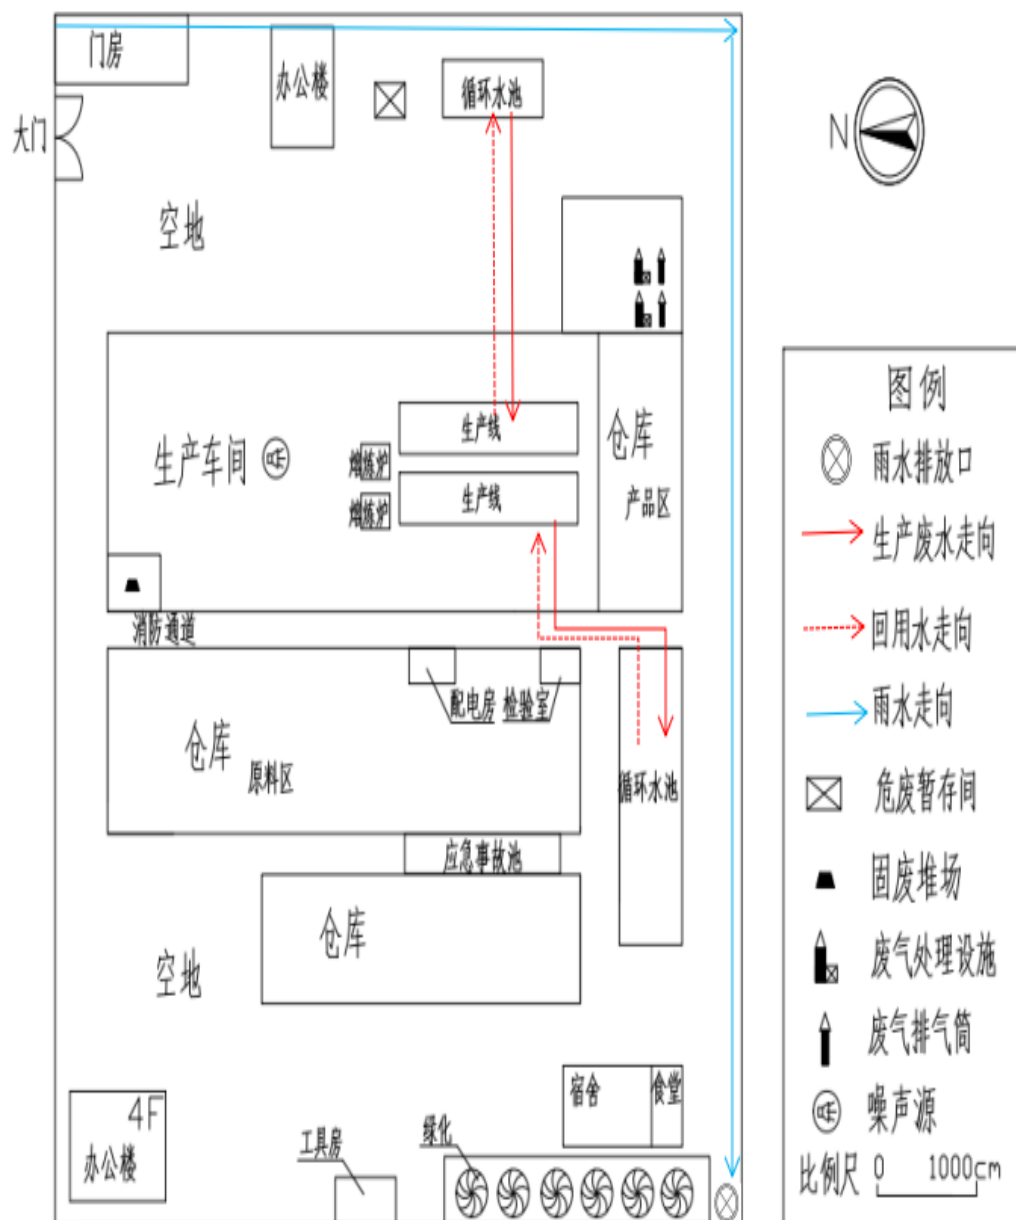 门房
办公楼
循环水池
大门
N
空地
生产线
仓库
生产车间
熔炼炉
生产线
产品区
熔炼炉
消防通道
配电房
检验室
仓库
原料区
循环水池
应急事故池
仓库
空地
宿舍
食堂
4F
办公楼
工具房
绿化
图例
雨水排放口
生产废水走向
回用水走向
雨水走向
危废暂存间
固废堆场
废气处理设施
废气排气筒
噪声源
比例尺 0 1000cm